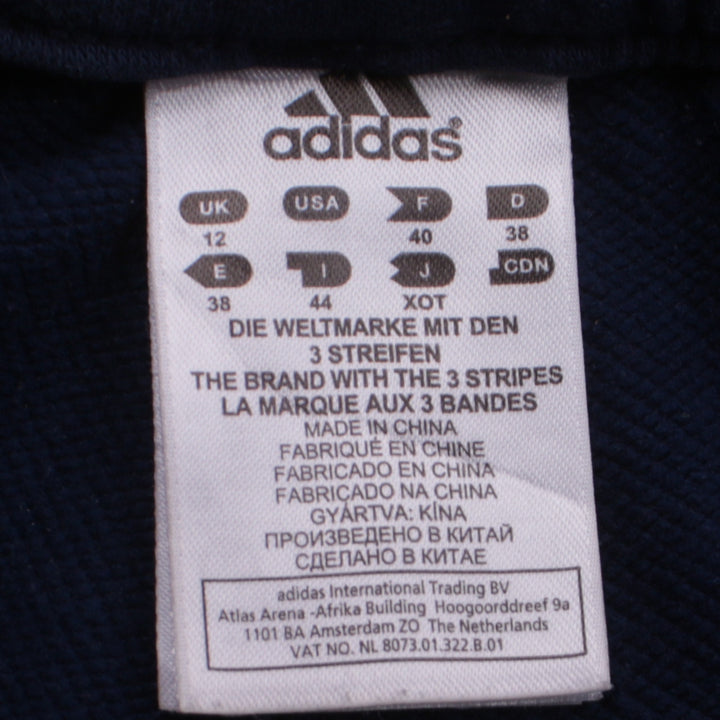 adidas®
UK USA F D
12 40 38
E I J CDN
38 44 XOT
DIE WELTMARKE MIT DEN
3 STREIFEN
THE BRAND WITH THE 3 STRIPES
LA MARQUE AUX 3 BANDES
MADE IN CHINA
FABRIQUÉ EN CHINE
FABRICADO EN CHINA
FABRICADO NA CHINA
GYÁRTVA: KÍNA
ПРОИЗВЕДЕНО В КИТАЙ
СДЕЛАНО В КИТАЕ
adidas International Trading BV
Atlas Arena -Afrika Building Hoogoorddreef 9a
1101 BA Amsterdam ZO The Netherlands
VAT NO. NL 8073.01.322.B.01